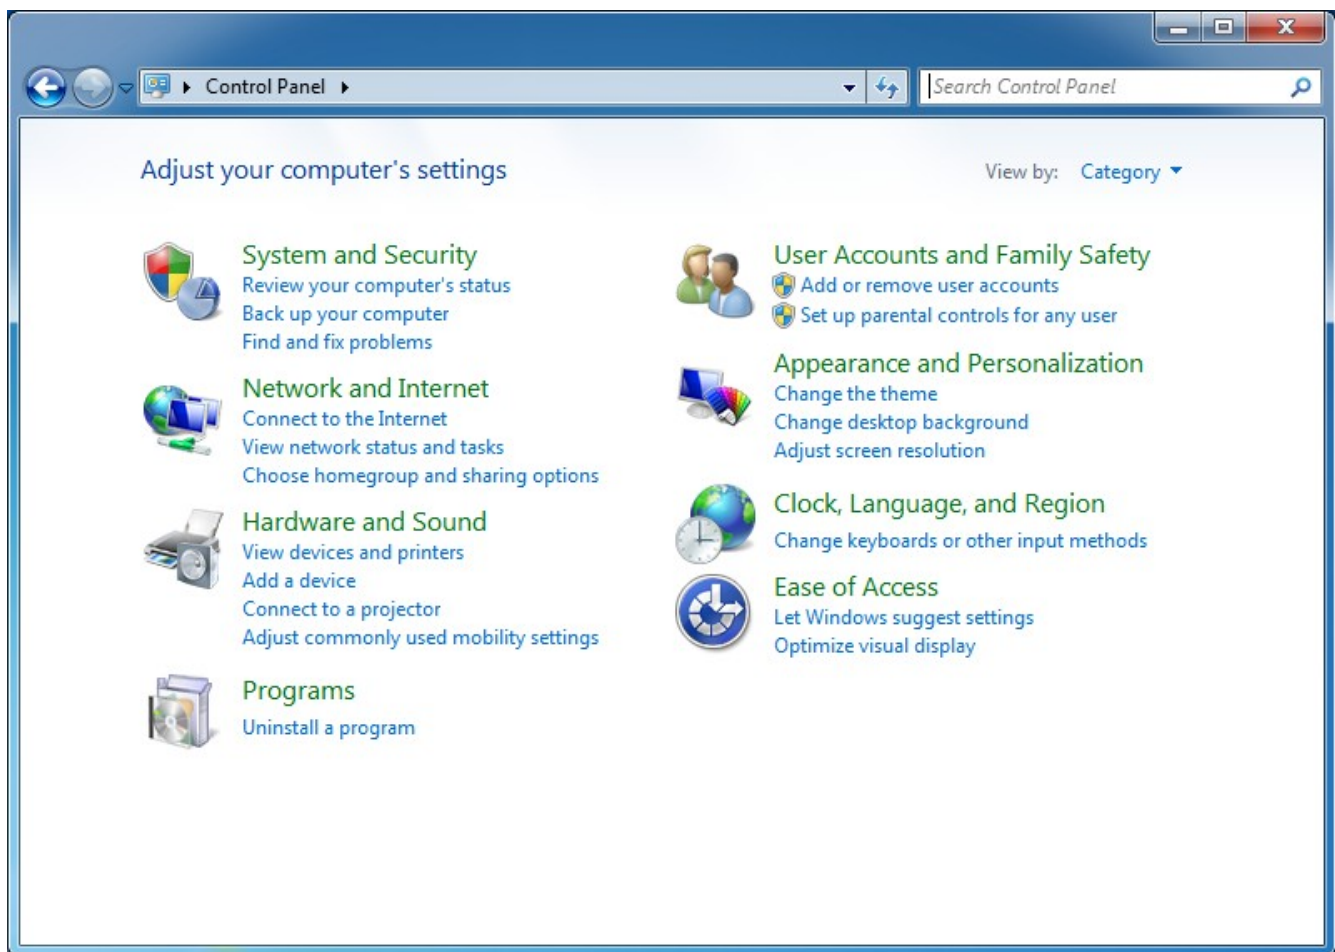 Control Panel
Search Control Panel
Adjust your computer's settings
View by: Category
System and Security
Review your computer's status
Back up your computer
Find and fix problems
Network and Internet
Connect to the Internet
View network status and tasks
Choose homegroup and sharing options
Hardware and Sound
View devices and printers
Add a device
Connect to a projector
Adjust commonly used mobility settings
Programs
Uninstall a program
User Accounts and Family Safety
Add or remove user accounts
Set up parental controls for any user
Appearance and Personalization
Change the theme
Change desktop background
Adjust screen resolution
Clock, Language, and Region
Change keyboards or other input methods
Ease of Access
Let Windows suggest settings
Optimize visual display